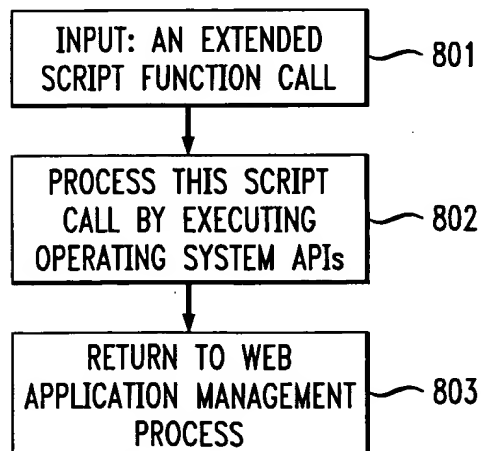 INPUT: AN EXTENDED
SCRIPT FUNCTION CALL
801
PROCESS THIS SCRIPT
CALL BY EXECUTING
OPERATING SYSTEM APIs
802
RETURN TO WEB
APPLICATION MANAGEMENT
PROCESS
803